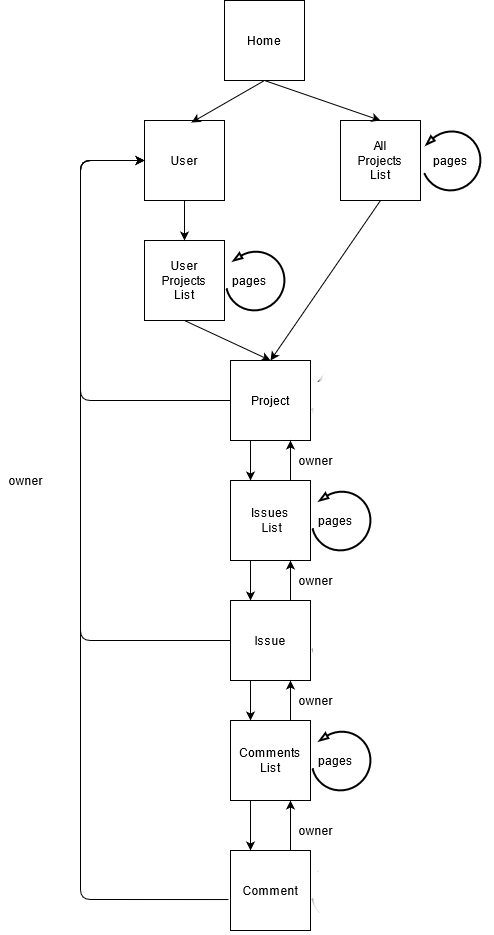 Home
User
All
Projects
List
pages
User
Projects
List
pages
Project
owner
owner
Issues
List
pages
owner
Issue
owner
Comments
List
pages
owner
Comment